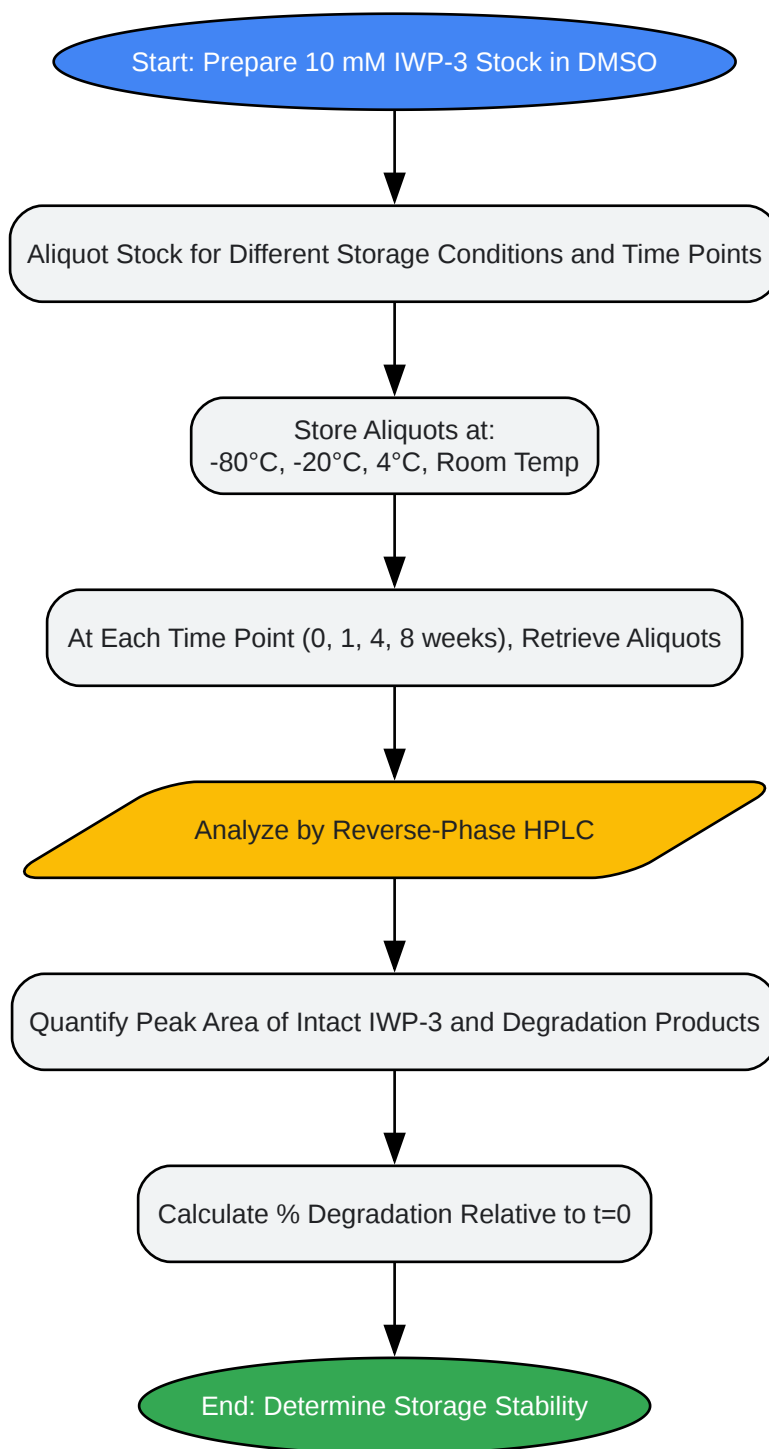 Start: Prepare 10 mM IWP-3 Stock in DMSO
Aliquot Stock for Different Storage Conditions and Time Points
Store Aliquots at:
-80°C, -20°C, 4°C, Room Temp
At Each Time Point (0, 1, 4, 8 weeks), Retrieve Aliquots
Analyze by Reverse-Phase HPLC
Quantify Peak Area of Intact IWP-3 and Degradation Products
Calculate % Degradation Relative to t=0
End: Determine Storage Stability